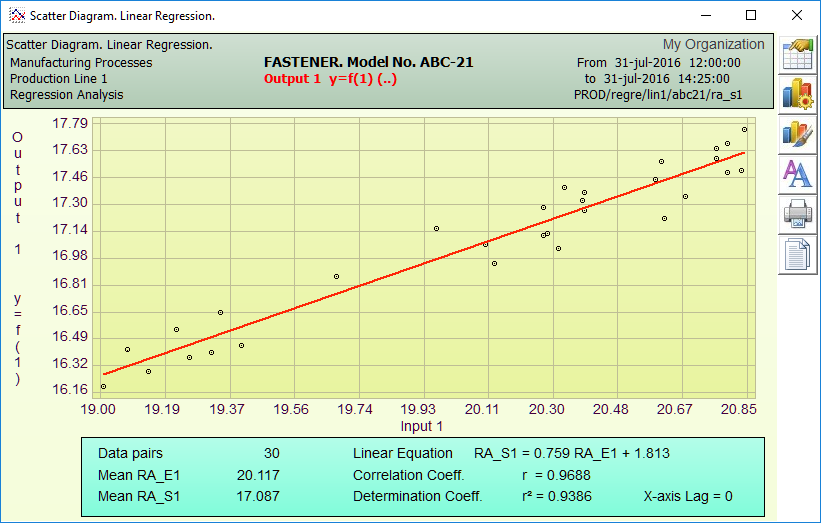 Scatter Diagram. Linear Regression.
Scatter Diagram. Linear Regression.
My Organization
Manufacturing Processes
FASTENER. Model No. ABC-21
From 31-jul-2016 12:00:00
Production Line 1
Output 1 y=f(1) (..)
to 31-jul-2016 14:25:00
Regression Analysis
PROD/regre/lin1/abc21/ra_s1
Output 1 y=f(1)
17.79
17.63
17.46
17.30
17.14
16.98
16.81
16.65
16.49
16.32
16.16
19.00 19.19 19.37 19.56 19.74 19.93 20.11 20.30 20.48 20.67 20.85
Input 1
Data pairs 30 Linear Equation RA_S1 = 0.759 RA_E1 + 1.813
Mean RA_E1 20.117 Correlation Coeff. r = 0.9688
Mean RA_S1 17.087 Determination Coeff. r² = 0.9386 X-axis Lag = 0